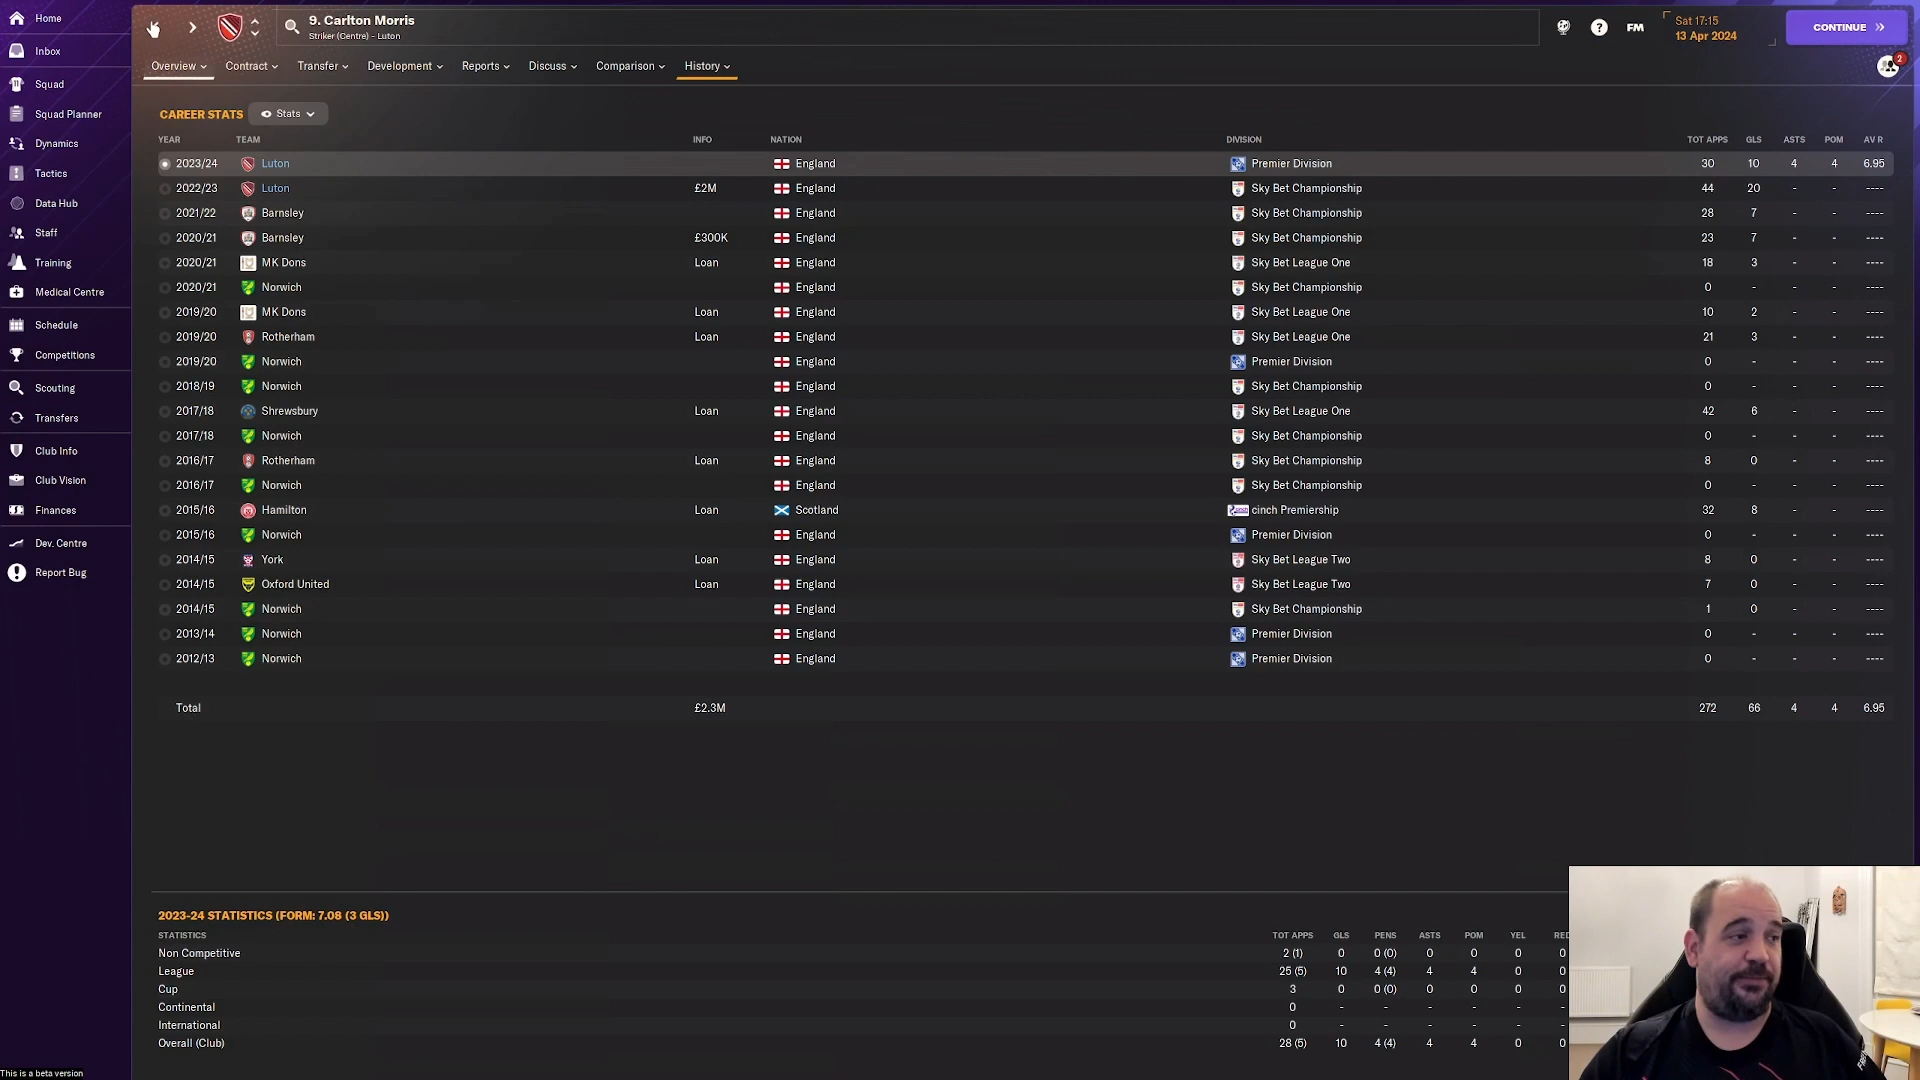 Home
Inbox
Squad
Squad Planner
Dynamics
Tactics
Data Hub
Staff
Training
Medical Centre
Schedule
Competitions
Scouting
Transfers
Club Info
Club Vision
Finances
Dev. Centre
Report Bug
This is a beta version
9. Carlton Morris
Striker (Centre) - Luton
FM
Sat 17:15
13 Apr 2024
CONTINUE
2
Overview Contract Transfer Development Reports Discuss Comparison History
CAREER STATS Stats
YEAR TEAM INFO NATION DIVISION TOT APPS GLS ASTS POM AV R
2023/24 Luton England Premier Division 30 10 4 4 6.95
2022/23 Luton £2M England Sky Bet Championship 44 20 - - ----
2021/22 Barnsley England Sky Bet Championship 28 7 - - ----
2020/21 Barnsley £300K England Sky Bet Championship 23 7 - - ----
2020/21 MK Dons Loan England Sky Bet League One 18 3 - - ----
2020/21 Norwich England Sky Bet Championship 0 - - - ----
2019/20 MK Dons Loan England Sky Bet League One 10 2 - - ----
2019/20 Rotherham Loan England Sky Bet League One 21 3 - - ----
2019/20 Norwich England Premier Division 0 - - - ----
2018/19 Norwich England Sky Bet Championship 0 - - - ----
2017/18 Shrewsbury Loan England Sky Bet League One 42 6 - - ----
2017/18 Norwich England Sky Bet Championship 0 - - - ----
2016/17 Rotherham Loan England Sky Bet Championship 8 0 - - ----
2016/17 Norwich England Sky Bet Championship 0 - - - ----
2015/16 Hamilton Loan Scotland cinch Premiership 32 8 - - ----
2015/16 Norwich England Premier Division 0 - - - ----
2014/15 York Loan England Sky Bet League Two 8 0 - - ----
2014/15 Oxford United Loan England Sky Bet League Two 7 0 - - ----
2014/15 Norwich England Sky Bet Championship 1 0 - - ----
2013/14 Norwich England Premier Division 0 - - - ----
2012/13 Norwich England Premier Division 0 - - - ----
Total £2.3M 272 66 4 4 6.95
2023-24 STATISTICS (FORM: 7.08 (3 GLS))
STATISTICS TOT APPS GLS PENS ASTS POM YEL RED
Non Competitive 2 (1) 0 0 (0) 0 0 0 0
League 25 (5) 10 4 (4) 4 4 0 0
Cup 3 0 0 (0) 0 0 0 0
Continental 0 - - - - - -
International 0 - - - - - -
Overall (Club) 28 (5) 10 4 (4) 4 4 0 0